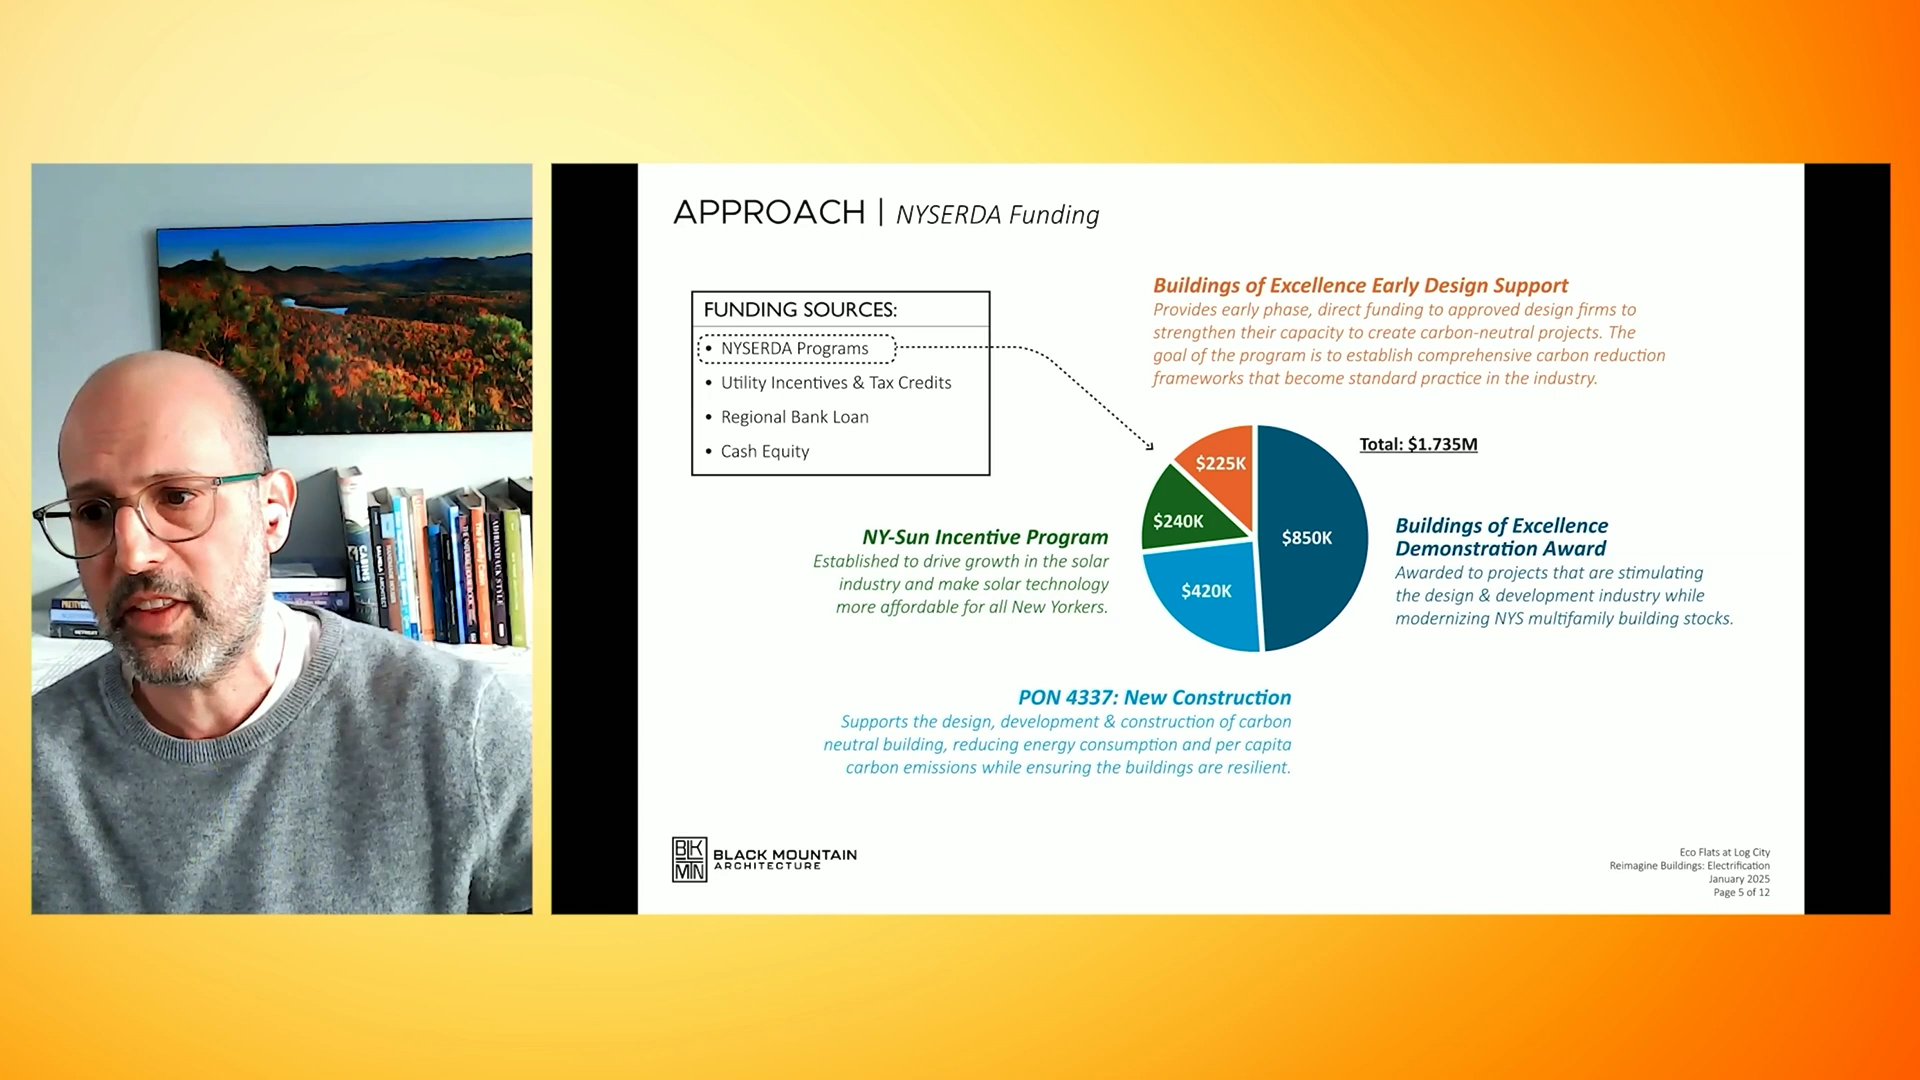 APPROACH | NYSERDA Funding
FUNDING SOURCES:
• NYSERDA Programs
• Utility Incentives & Tax Credits
• Regional Bank Loan
• Cash Equity
Buildings of Excellence Early Design Support
Provides early phase, direct funding to approved design firms to
strengthen their capacity to create carbon-neutral projects. The
goal of the program is to establish comprehensive carbon reduction
frameworks that become standard practice in the industry.
Total: $1.735M
$225K
$240K
$850K
$420K
NY-Sun Incentive Program
Established to drive growth in the solar
industry and make solar technology
more affordable for all New Yorkers.
Buildings of Excellence
Demonstration Award
Awarded to projects that are stimulating
the design & development industry while
modernizing NYS multifamily building stocks.
PON 4337: New Construction
Supports the design, development & construction of carbon
neutral building, reducing energy consumption and per capita
carbon emissions while ensuring the buildings are resilient.
BLK
MTN
BLACK MOUNTAIN
ARCHITECTURE
Eco Flats at Log City
Reimagine Buildings: Electrification
January 2025
Page 5 of 12
CABINS
ADIRONDACK STYLE